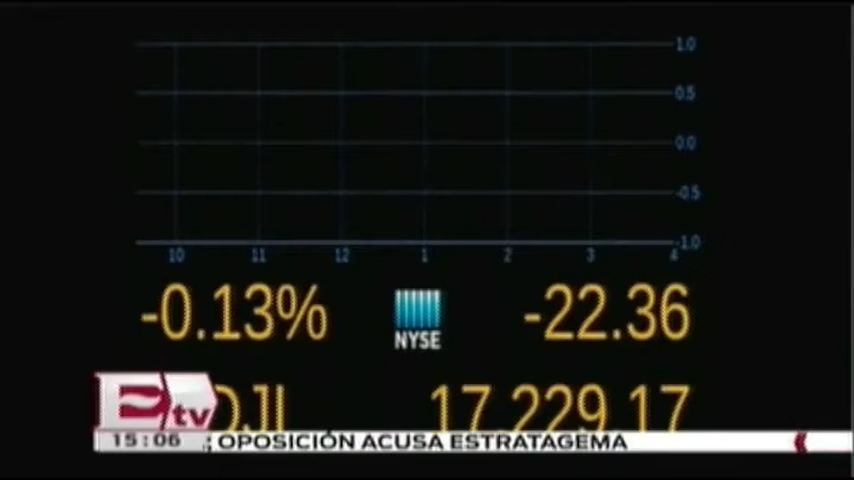 1.0
0.5
0.0
-0.5
-1.0
10 11 12 1 2 3 4
-0.13% NYSE -22.36
DJI 17,229.17
tv
15:06 OPOSICIÓN ACUSA ESTRATAGEMA